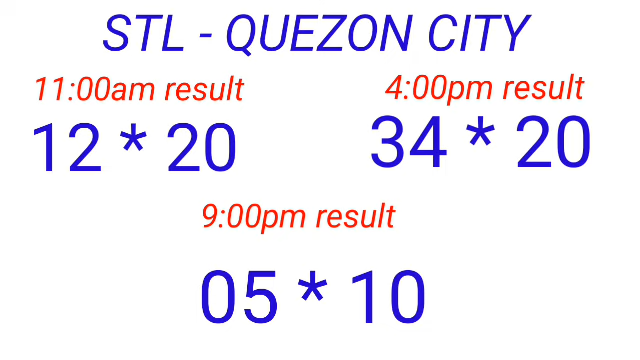 STL - QUEZON CITY
11:00am result
12 * 20
4:00pm result
34 * 20
9:00pm result
05 * 10